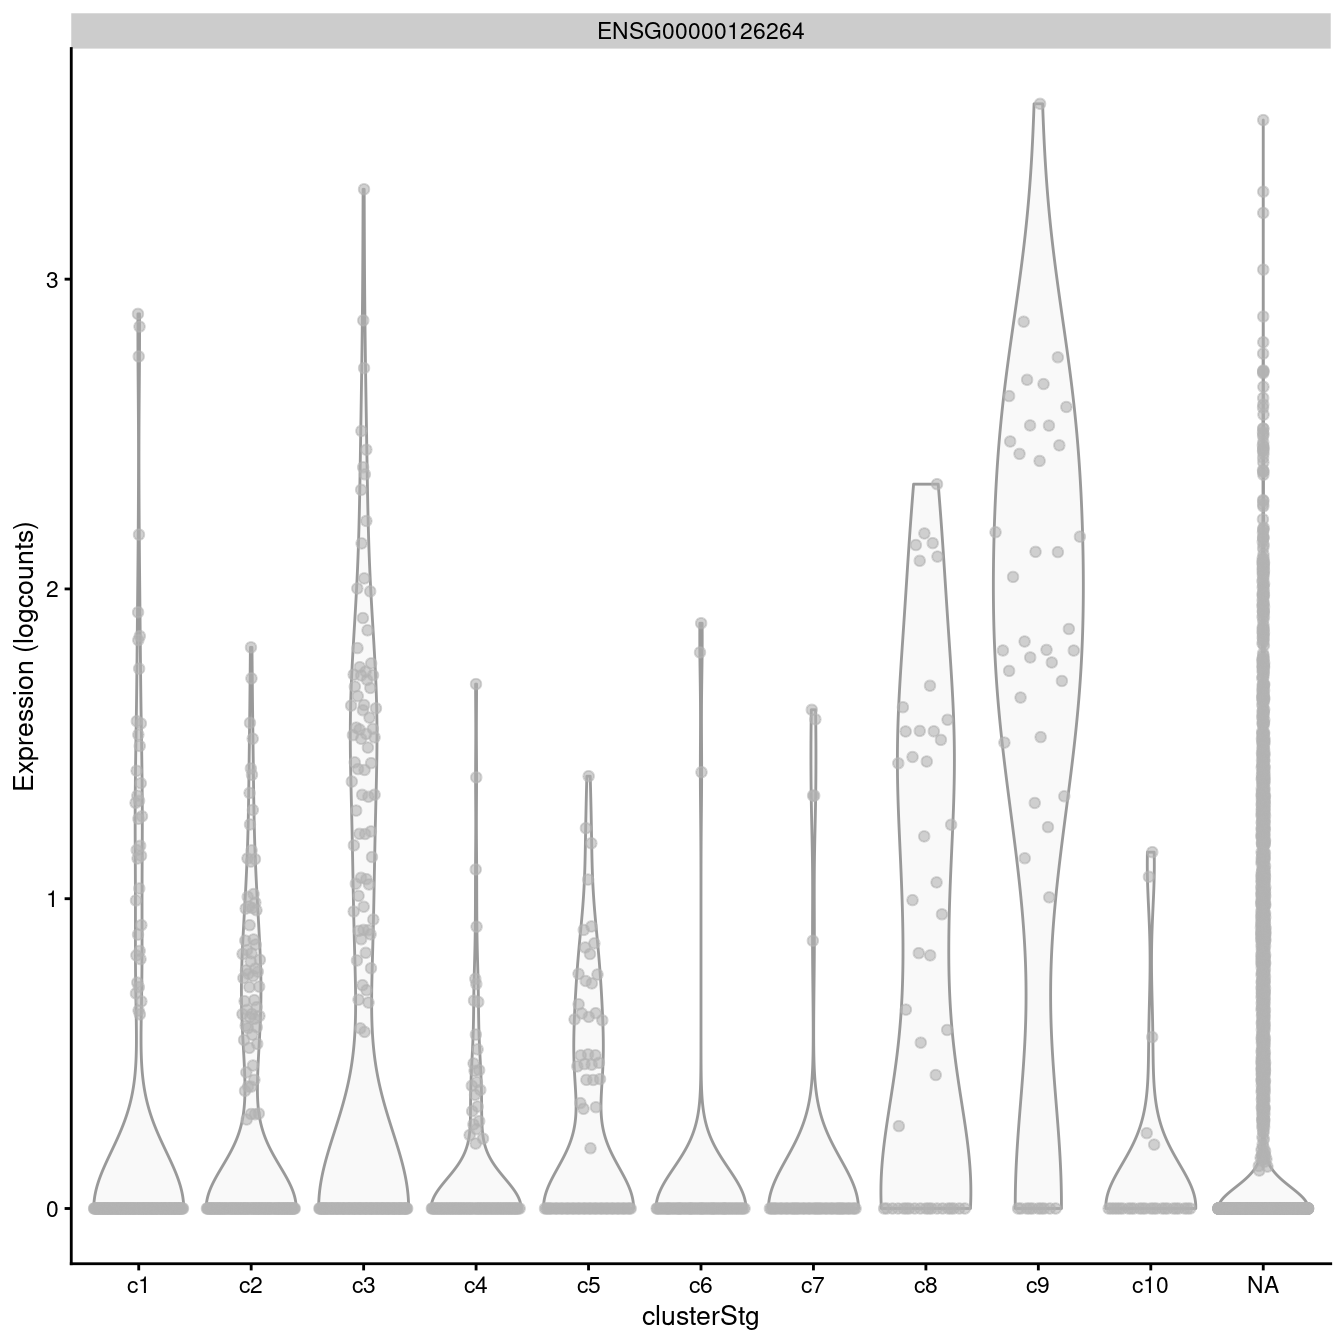 ENSG00000126264
Expression (logcounts)
3
2
1
0
c1 c2 c3 c4 c5 c6 c7 c8 c9 c10 NA
clusterStg